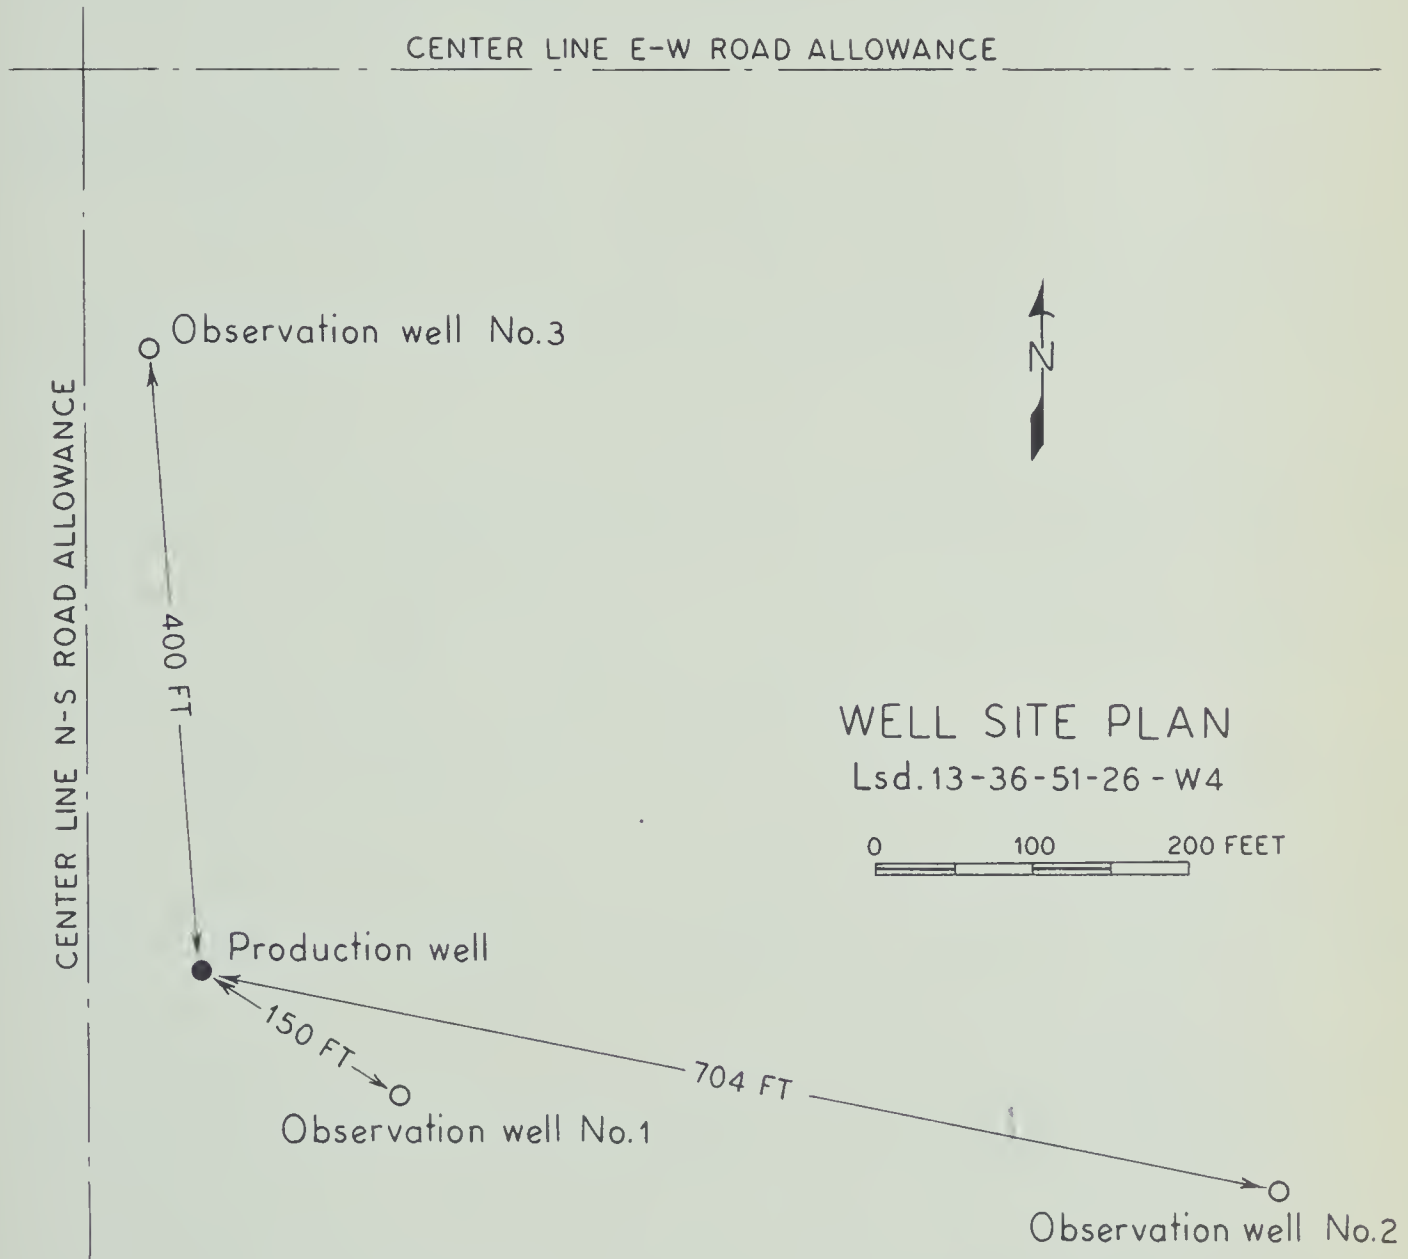 CENTER LINE E-W ROAD ALLOWANCE
Observation well No.3
N
CENTER LINE N-S ROAD ALLOWANCE
400 FT
WELL SITE PLAN
Lsd. 13-36-51-26 - W4
0 100 200 FEET
Production well
150 FT
704 FT
Observation well No.1
Observation well No.2